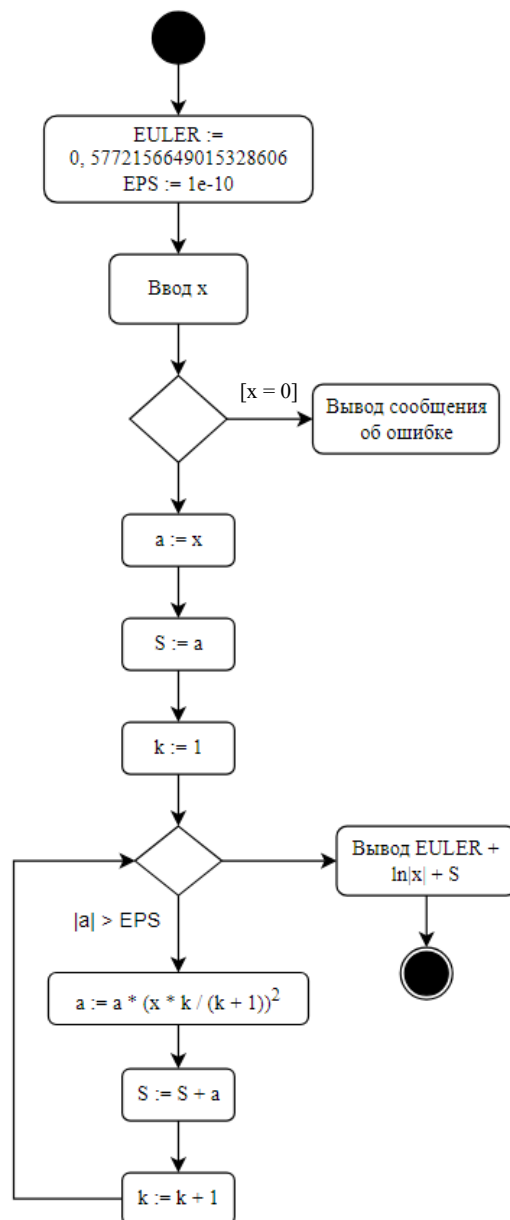 EULER :=
0, 5772156649015328606
EPS := 1e-10
Ввод x
[x = 0]
Вывод сообщения
об ошибке
a := x
S := a
k := 1
Вывод EULER +
ln|x| + S
|a| > EPS
a := a * (x * k / (k + 1))²
S := S + a
k := k + 1